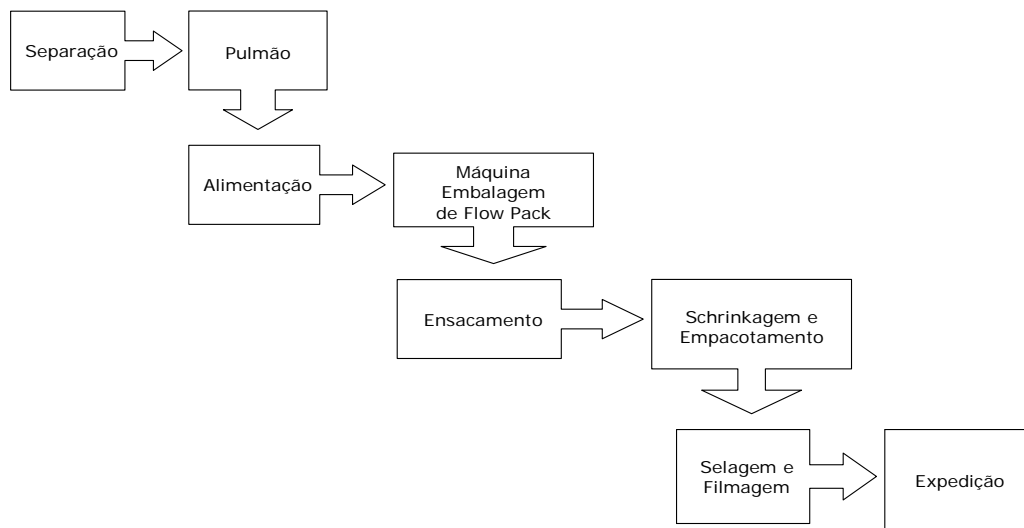 Separação
Pulmão
Alimentação
Máquina
Embalagem
de Flow Pack
Ensacamento
Schrinkagem e
Empacotamento
Selagem e
Filmagem
Expedição